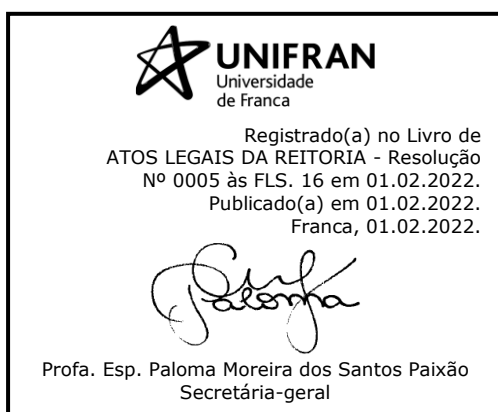 UNIFRAN
Universidade
de Franca
Registrado(a) no Livro de
ATOS LEGAIS DA REITORIA - Resolução
Nº 0005 às FLS. 16 em 01.02.2022.
Publicado(a) em 01.02.2022.
Franca, 01.02.2022.
Paloma
Profa. Esp. Paloma Moreira dos Santos Paixão
Secretária-geral